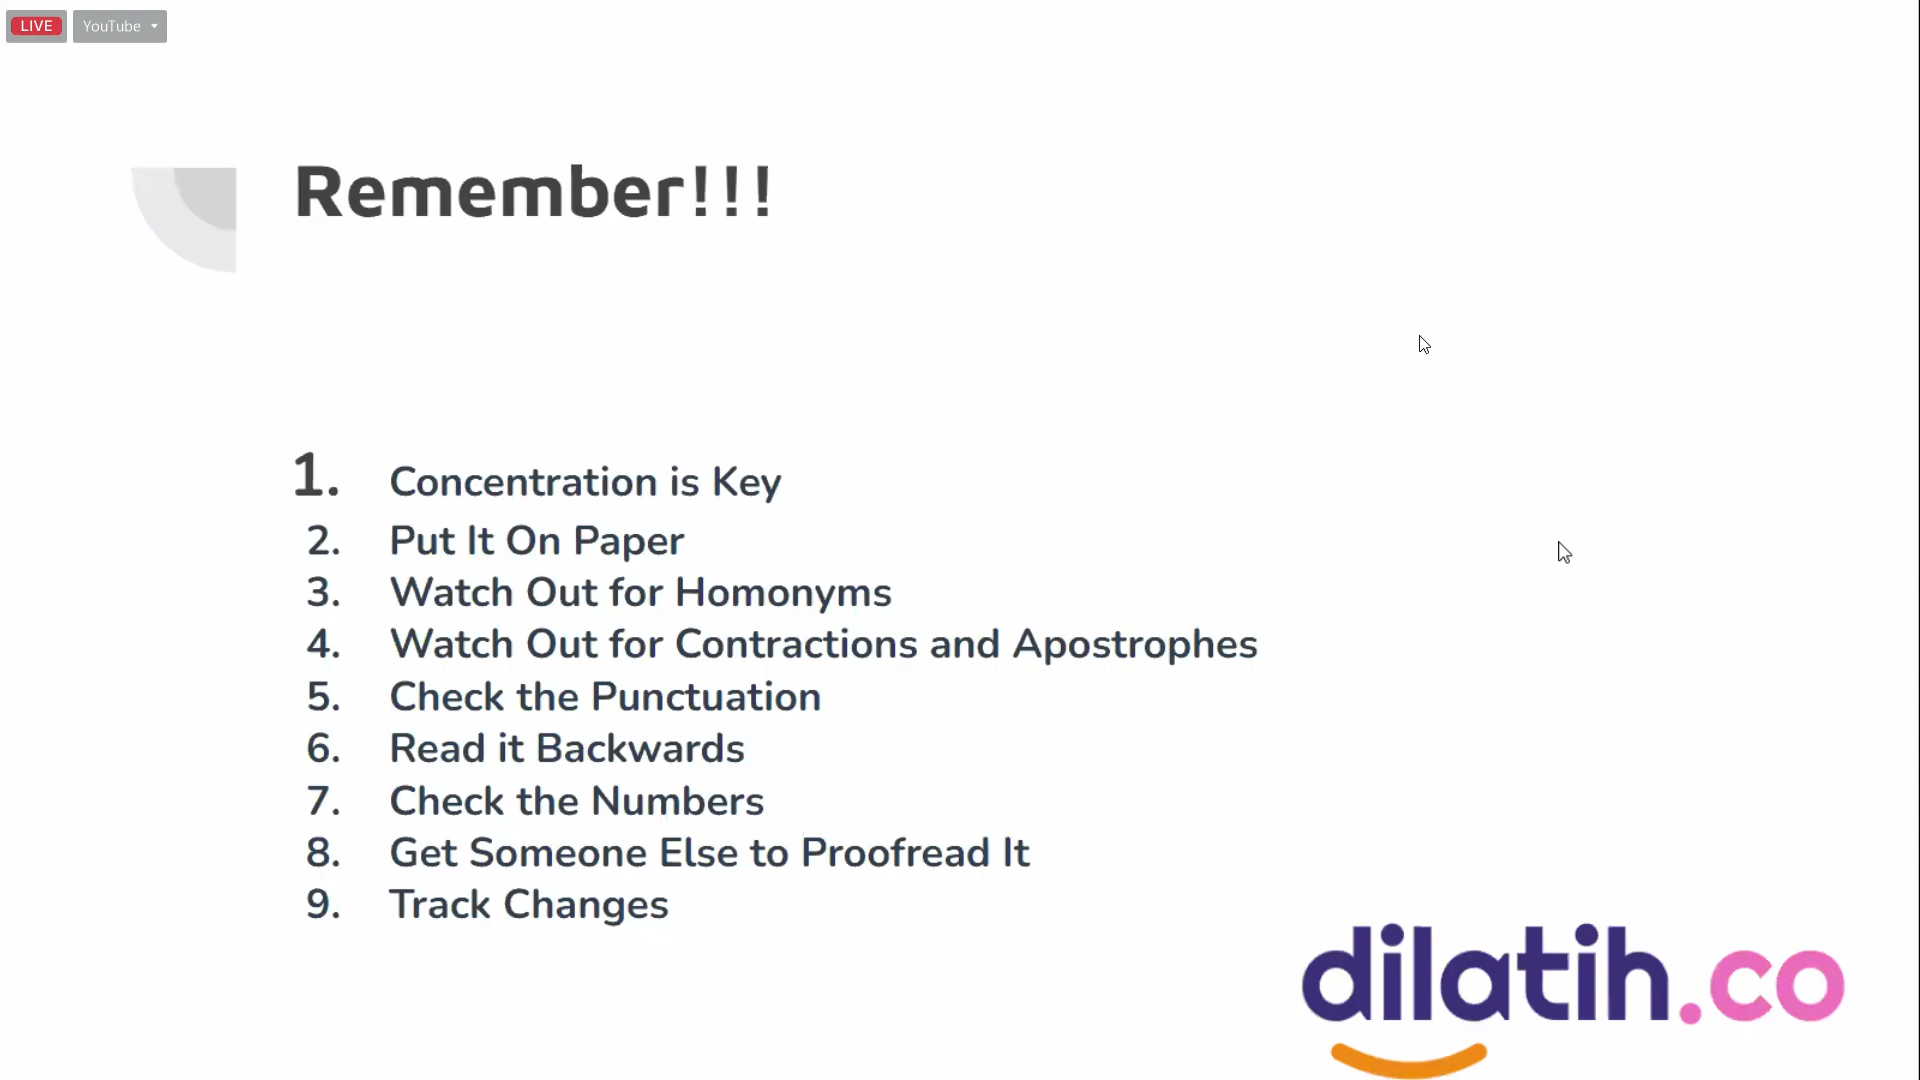 LIVE YouTube
Remember!!!
1. Concentration is Key
2. Put It On Paper
3. Watch Out for Homonyms
4. Watch Out for Contractions and Apostrophes
5. Check the Punctuation
6. Read it Backwards
7. Check the Numbers
8. Get Someone Else to Proofread It
9. Track Changes
dilatih.co